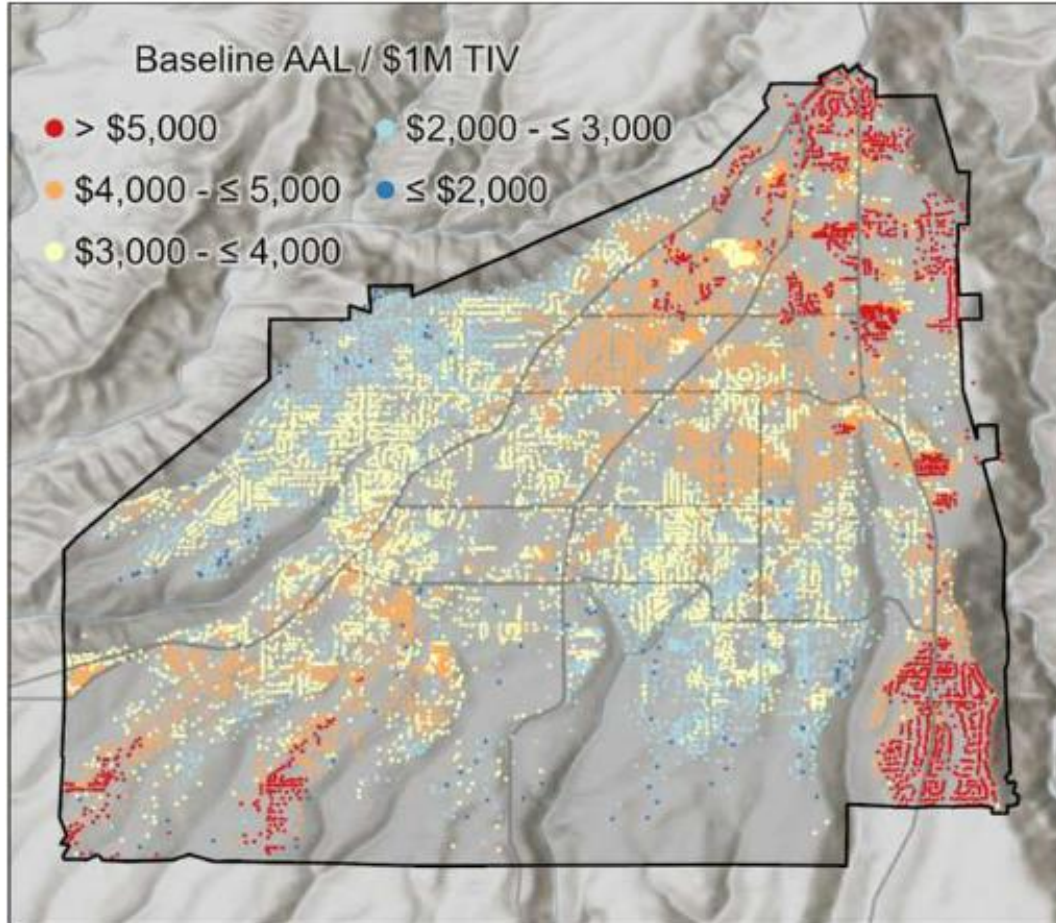 Baseline AAL / $1M TIV
> $5,000
$4,000 - ≤ 5,000
$3,000 - ≤ 4,000
$2,000 - ≤ 3,000
≤ $2,000